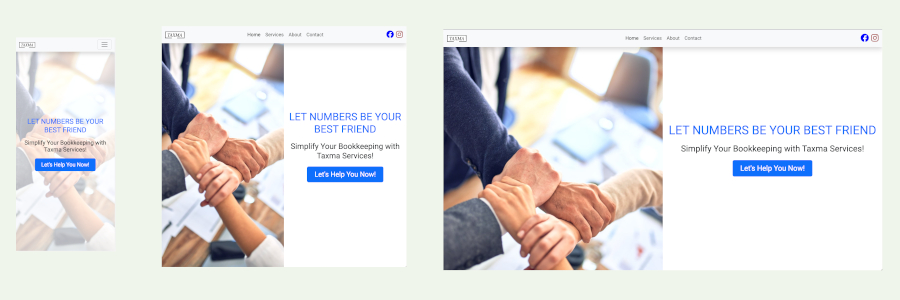 TAXMA
LET NUMBERS BE YOUR
BEST FRIEND
Simplify Your Bookkeeping with
Taxma Services!
Let's Help You Now!
TAXMA
Home Services About Contact
LET NUMBERS BE YOUR
BEST FRIEND
Simplify Your Bookkeeping with
Taxma Services!
Let's Help You Now!
TAXMA
Home Services About Contact
LET NUMBERS BE YOUR BEST FRIEND
Simplify Your Bookkeeping with Taxma Services!
Let's Help You Now!